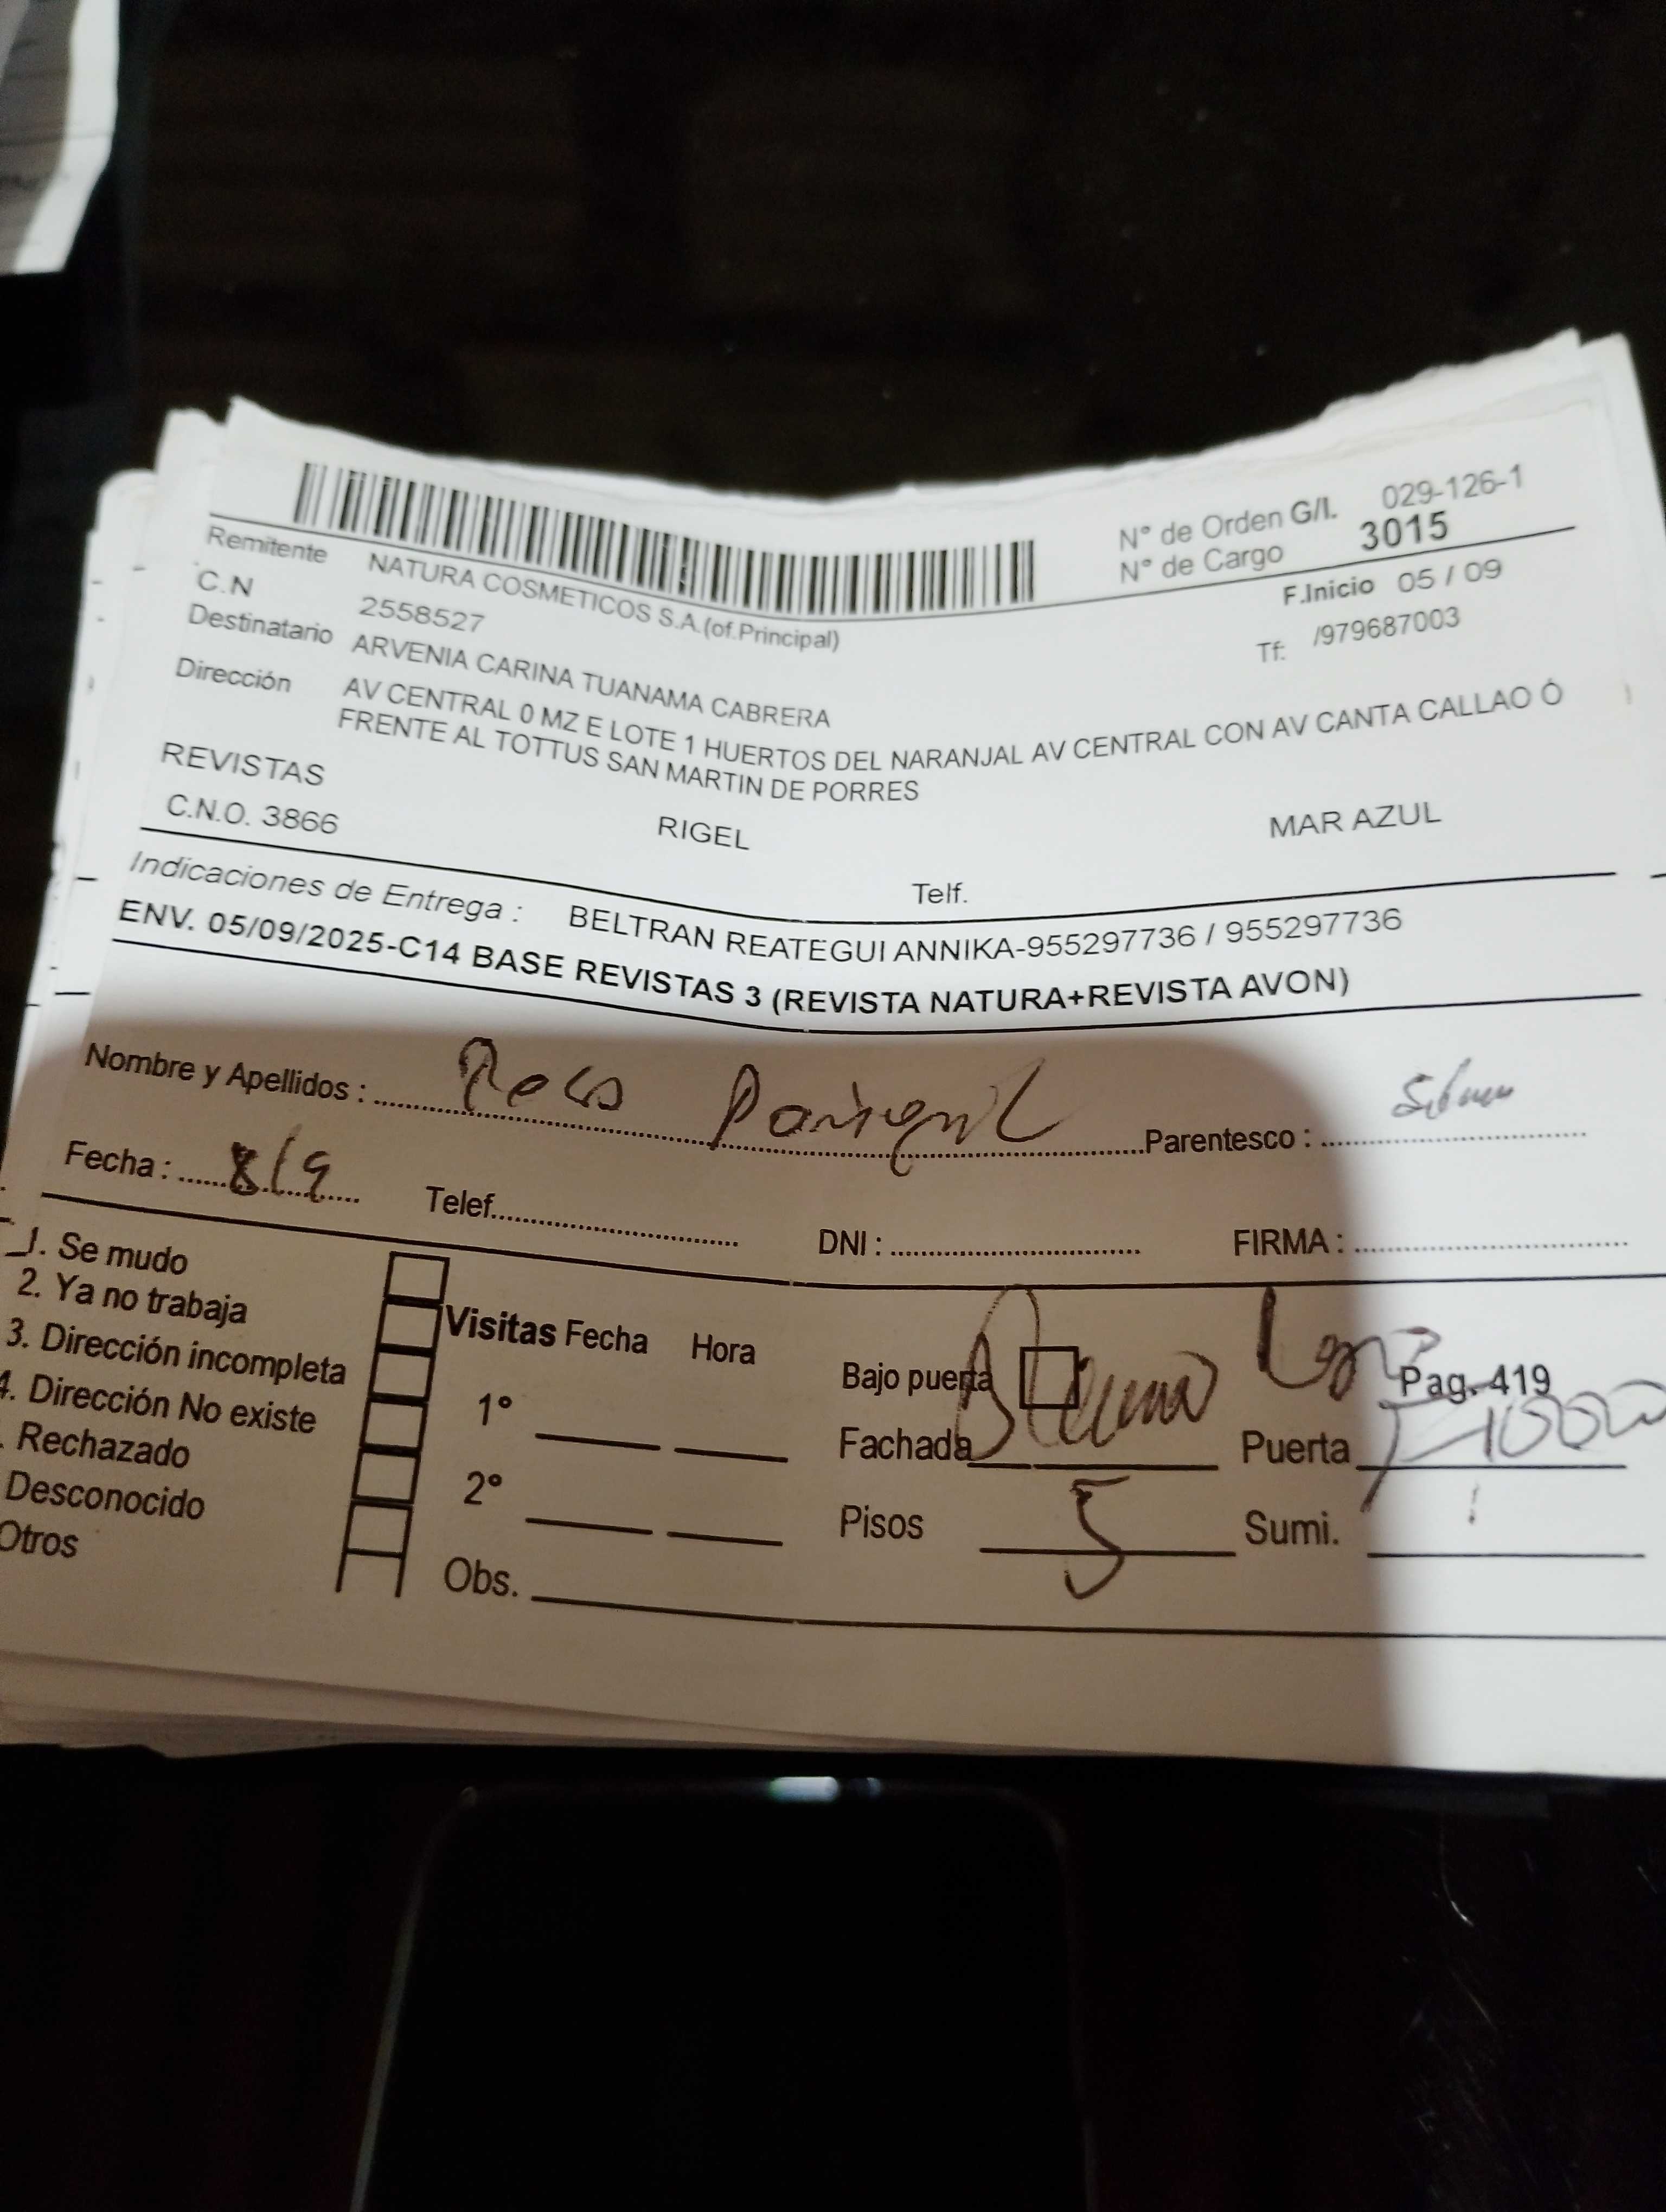 N° de Orden G/I. 029-126-1
N° de Cargo 3015
Remitente NATURA COSMETICOS S.A.(of.Principal)
F.Inicio 05 / 09
C.N 2558527
Tf: /979687003
Destinatario ARVENIA CARINA TUANAMA CABRERA
Dirección AV CENTRAL 0 MZ E LOTE 1 HUERTOS DEL NARANJAL AV CENTRAL CON AV CANTA CALLAO Ó
FRENTE AL TOTTUS SAN MARTIN DE PORRES
REVISTAS
C.N.O. 3866 RIGEL MAR AZUL
Telf.
Indicaciones de Entrega : BELTRAN REATEGUI ANNIKA-955297736 / 955297736
ENV. 05/09/2025-C14 BASE REVISTAS 3 (REVISTA NATURA+REVISTA AVON)
Nombre y Apellidos : Parentesco :
Fecha : 8/9 Telef. DNI : FIRMA :
1. Se mudo
2. Ya no trabaja
3. Dirección incompleta
4. Dirección No existe
. Rechazado
Desconocido
Otros
Visitas Fecha Hora
1°
2°
Obs.
Bajo puerta Pag. 419
Fachada Puerta
Pisos 5 Sumi.